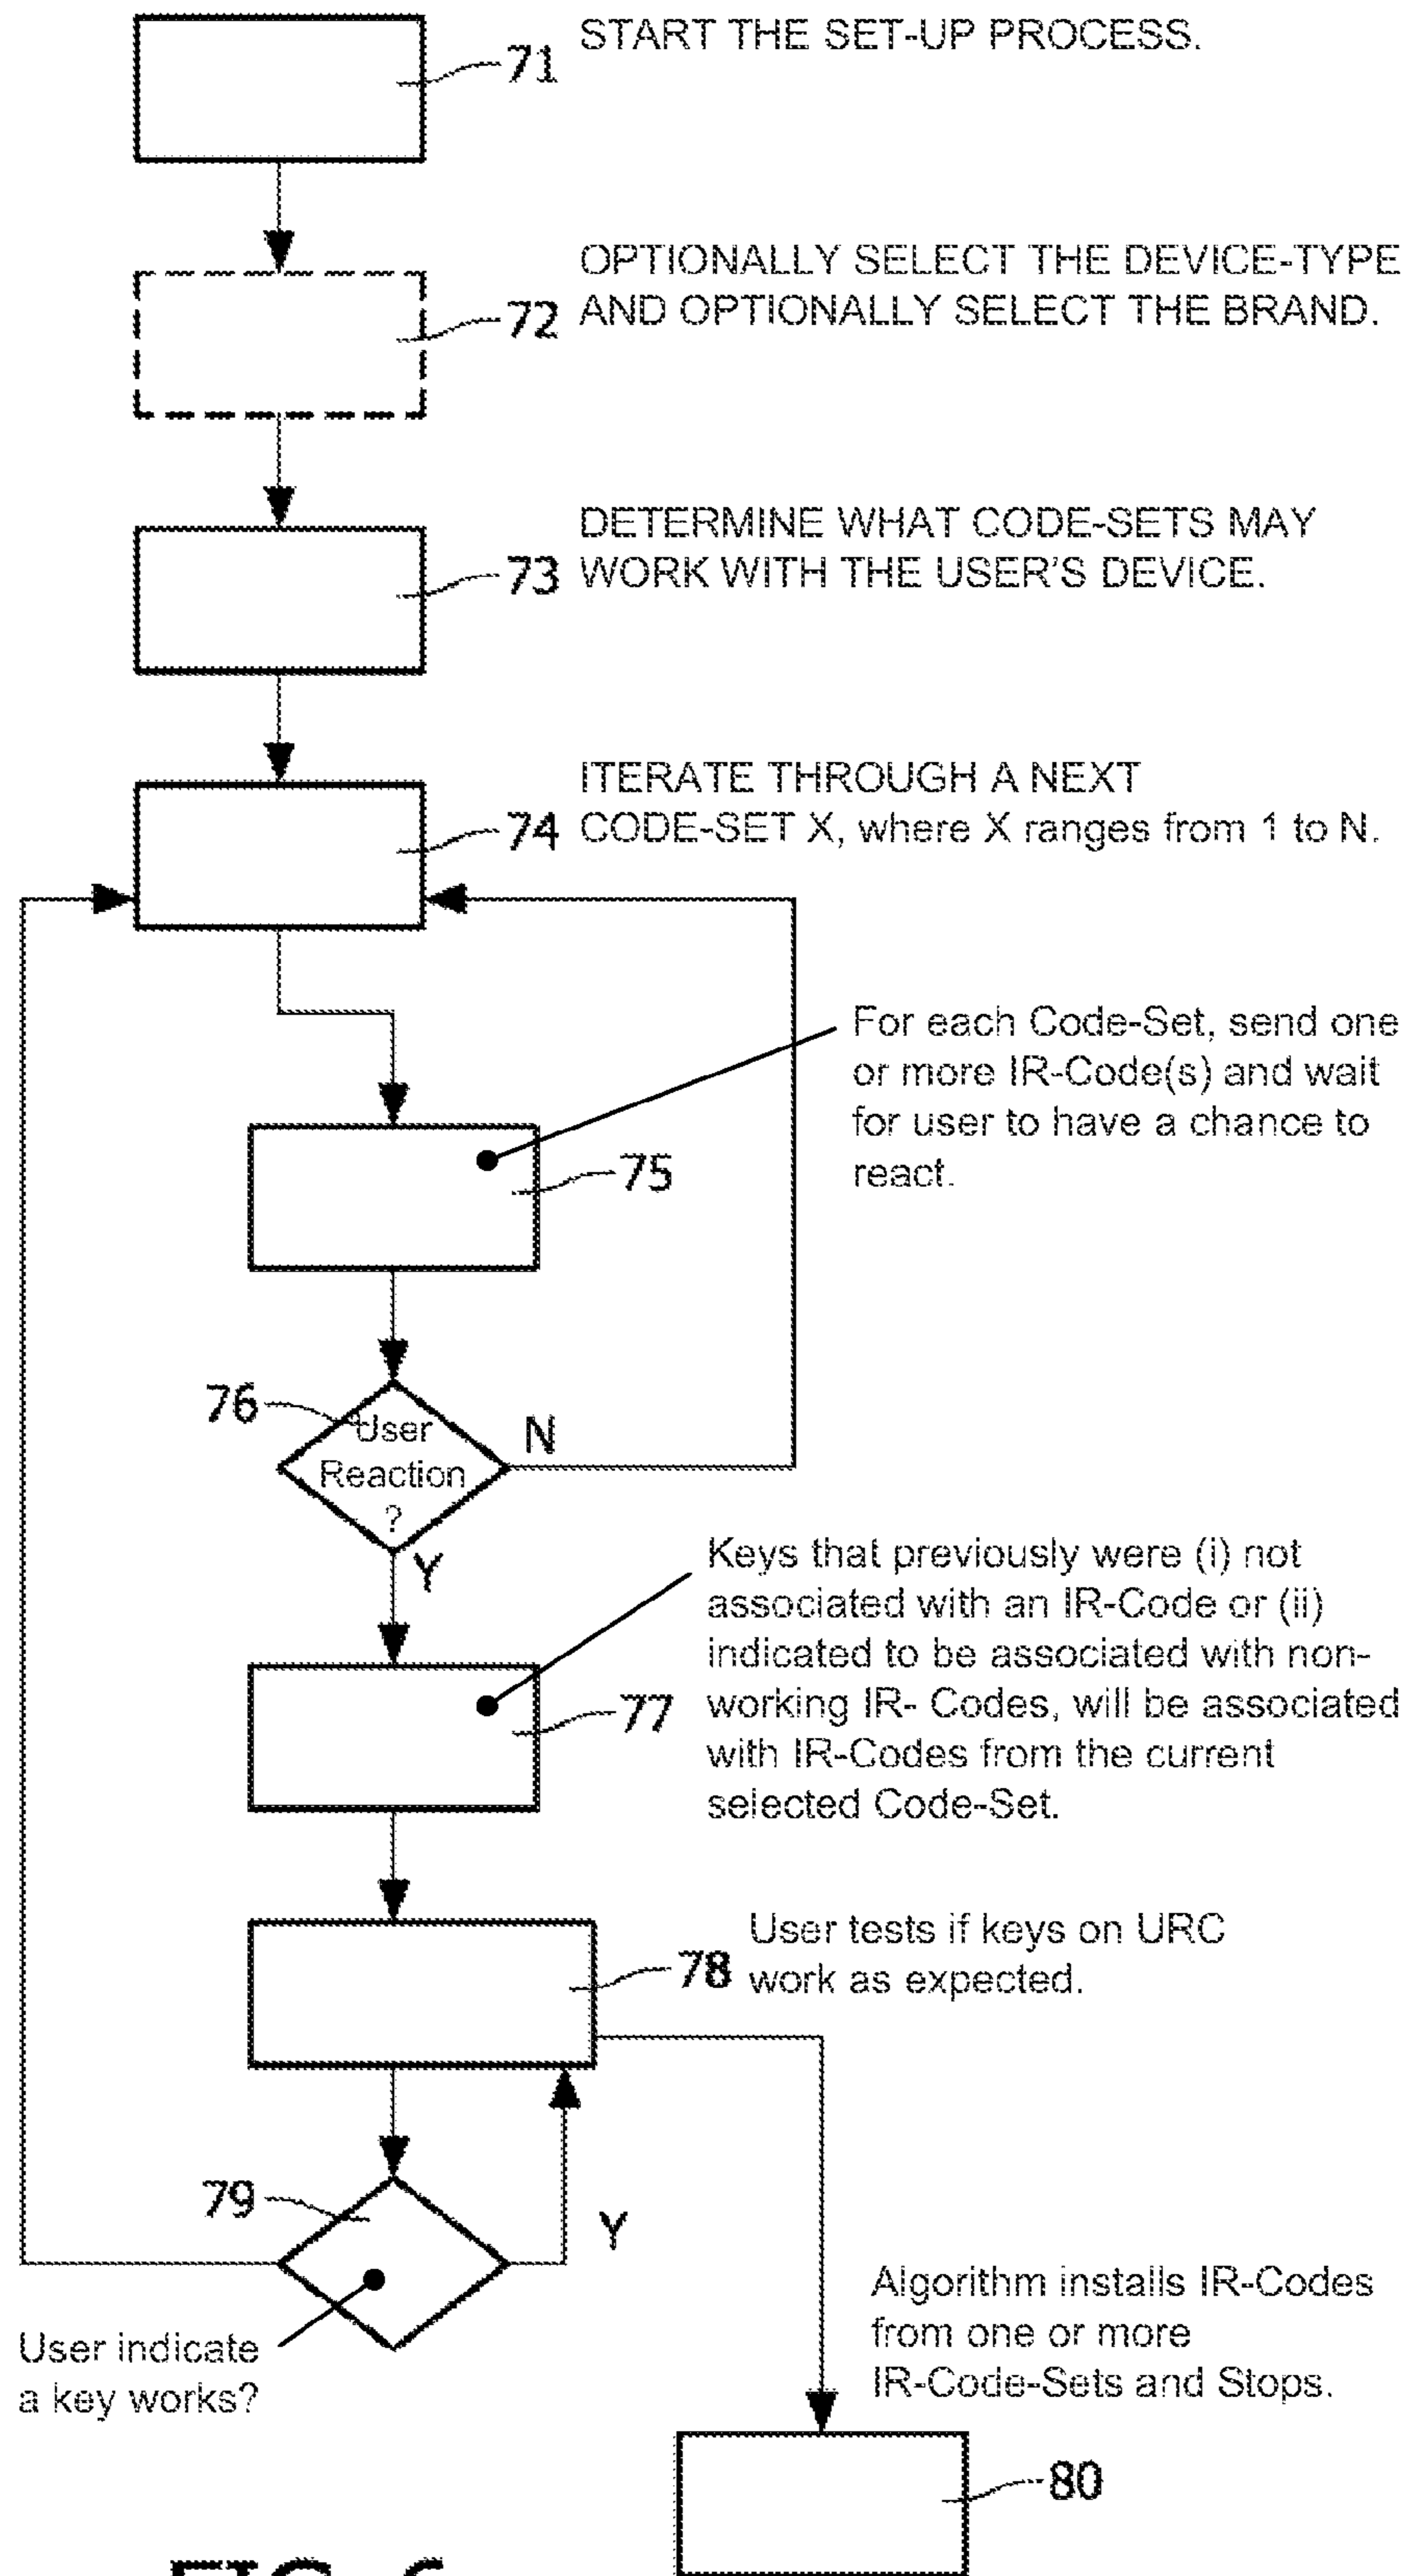 START THE SET-UP PROCESS.
71
OPTIONALLY SELECT THE DEVICE-TYPE
72 AND OPTIONALLY SELECT THE BRAND.
DETERMINE WHAT CODE-SETS MAY
73 WORK WITH THE USER'S DEVICE.
ITERATE THROUGH A NEXT
74 CODE-SET X, where X ranges from 1 to N.
For each Code-Set, send one
or more IR-Code(s) and wait
for user to have a chance to
react.
75
76
User
Reaction
?
N
Y
Keys that previously were (i) not
associated with an IR-Code or (ii)
indicated to be associated with non-
working IR- Codes, will be associated
with IR-Codes from the current
selected Code-Set.
77
User tests if keys on URC
78 work as expected.
79
Y
User indicate
a key works?
Algorithm installs IR-Codes
from one or more
IR-Code-Sets and Stops.
80
FIG. 6